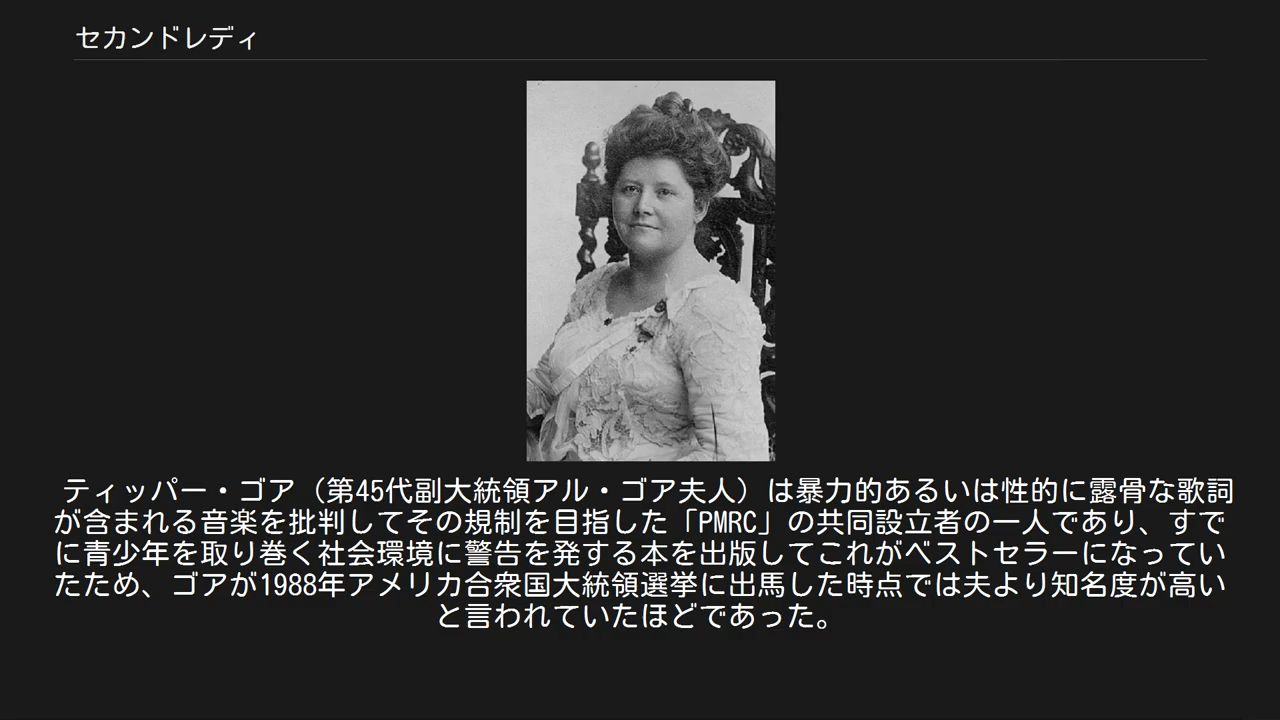 セカンドレディ
ティッパー・ゴア（第45代副大統領アル・ゴア夫人）は暴力的あるいは性的に露骨な歌詞
が含まれる音楽を批判してその規制を目指した「PMRC」の共同設立者の一人であり、すで
に青少年を取り巻く社会環境に警告を発する本を出版してこれがベストセラーになってい
たため、ゴアが1988年アメリカ合衆国大統領選挙に出馬した時点では夫より知名度が高い
と言われていたほどであった。